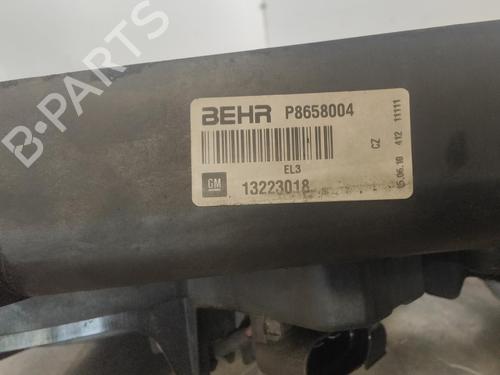 B-PARTS
BEHR P8658004
EL3
GM 13223018
CZ
15.06.10 412 11111